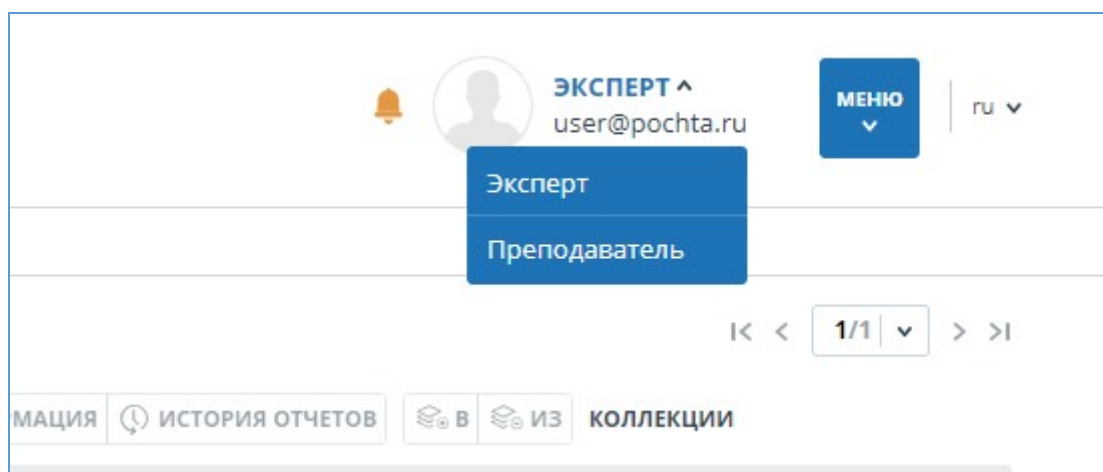 ЭКСПЕРТ
user@pochta.ru
МЕНЮ
ru
Эксперт
Преподаватель
1/1
МАЦИЯ ИСТОРИЯ ОТЧЕТОВ В ИЗ КОЛЛЕКЦИИ